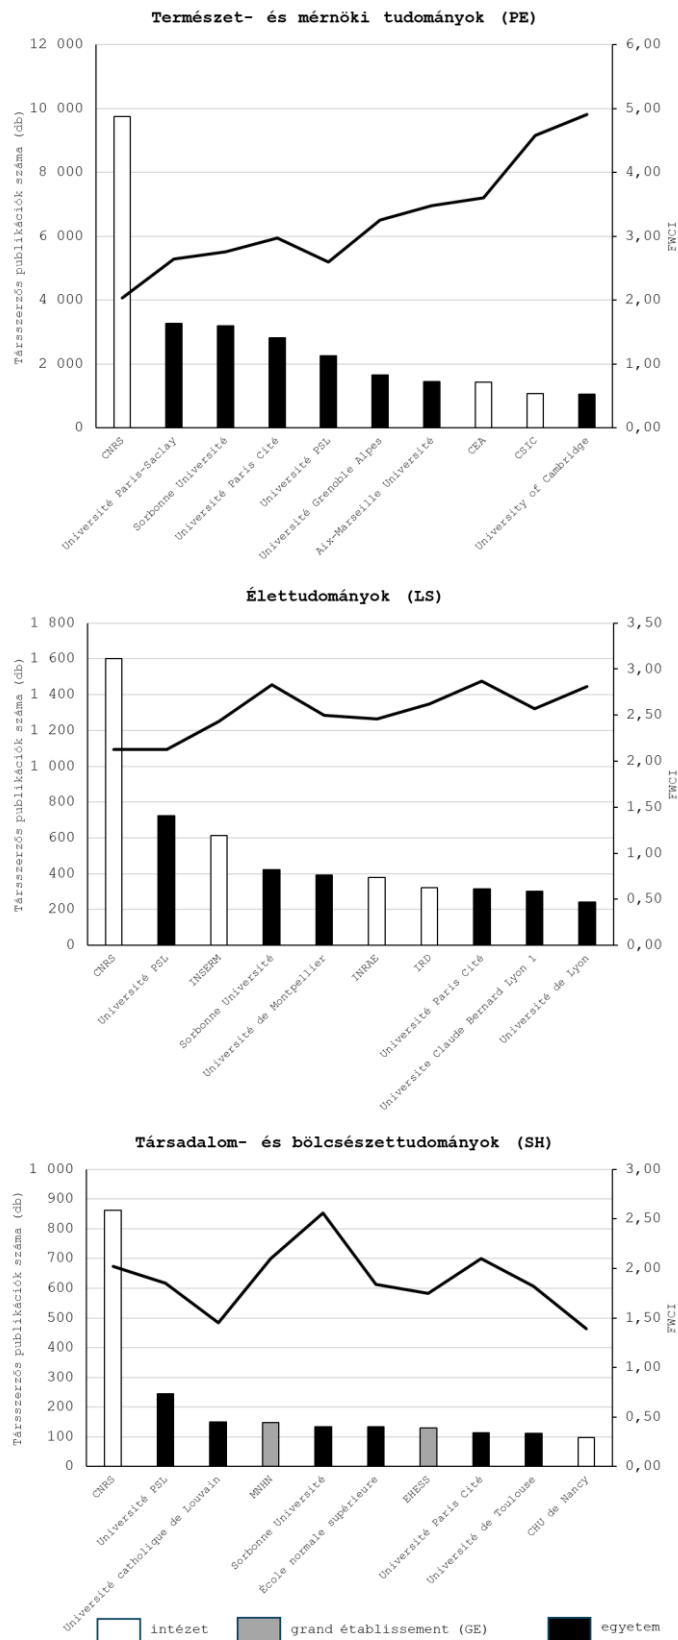 Természet- és mérnöki tudományok (PE)
Társszerzős publikációk száma (db)
12 000
10 000
8 000
6 000
4 000
2 000
0
6,00
5,00
4,00
3,00
2,00
1,00
0,00
FWCI
CNRS
Université Paris-Saclay
Sorbonne Université
Université Paris Cité
Université PSL
Université Grenoble Alpes
Aix-Marseille Université
CEA
CSIC
University of Cambridge
Élettudományok (LS)
Társszerzős publikációk száma (db)
1 800
1 600
1 400
1 200
1 000
800
600
400
200
0
3,50
3,00
2,50
2,00
1,50
1,00
0,50
0,00
FWCI
CNRS
Université PSL
INSERM
Sorbonne Université
Université de Montpellier
INRAE
IRD
Université Paris Cité
Universite Claude Bernard Lyon 1
Université de Lyon
Társadalom- és bölcsészettudományok (SH)
Társszerzős publikációk száma (db)
1 000
900
800
700
600
500
400
300
200
100
0
3,00
2,50
2,00
1,50
1,00
0,50
0,00
FWCI
CNRS
Université PSL
Université catholique de Louvain
MNHN
Sorbonne Université
École normale supérieure
EHESS
Université Paris Cité
Université de Toulouse
CHU de Nancy
intézet
grand établissement (GE)
egyetem